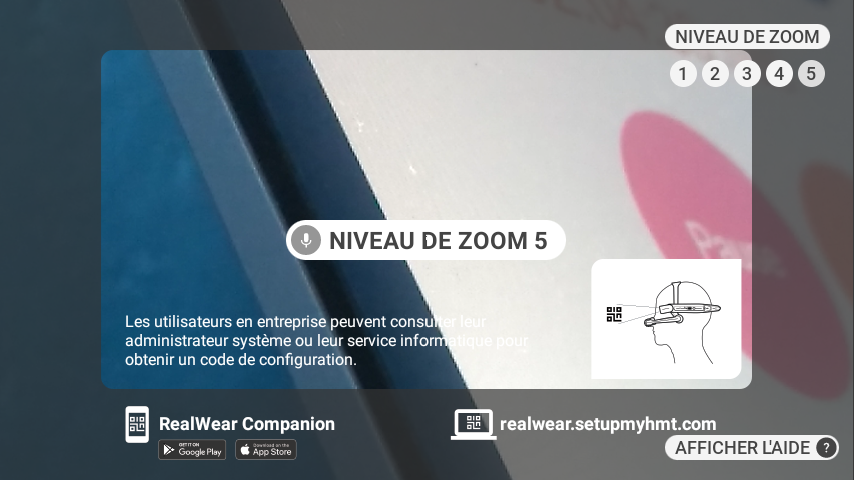 NIVEAU DE ZOOM
1 2 3 4 5
NIVEAU DE ZOOM 5
Les utilisateurs en entreprise peuvent consulter leur
administrateur système ou leur service informatique pour
obtenir un code de configuration.
RealWear Companion
GET IT ON
Google Play
Download on the
App Store
realwear.setupmyhmt.com
AFFICHER L'AIDE ?